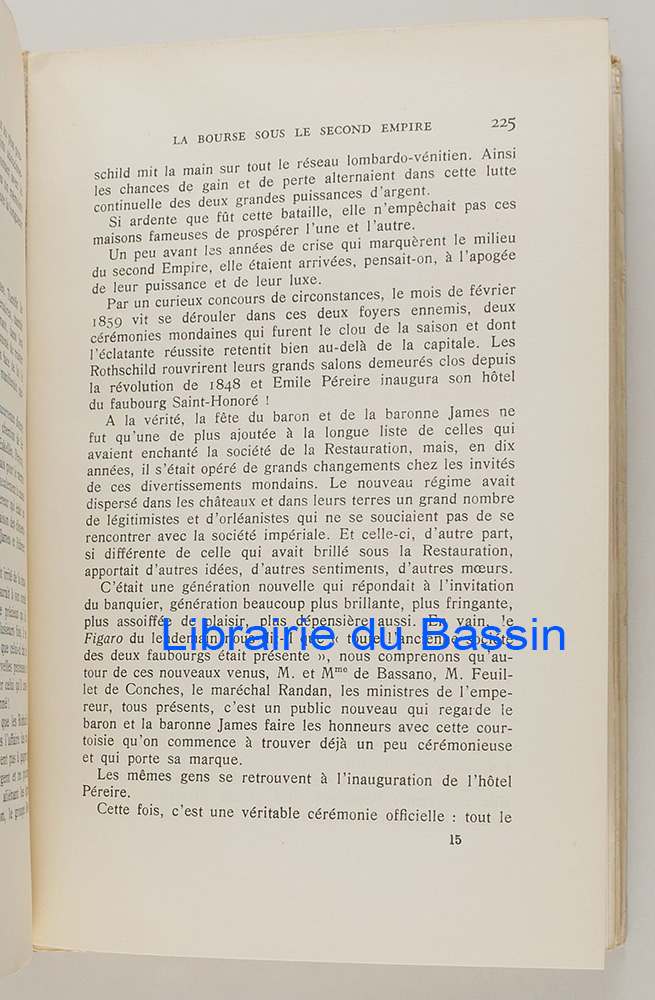 LA BOURSE SOUS LE SECOND EMPIRE 225
schild mit la main sur tout le réseau lombardo-vénitien. Ainsi
les chances de gain et de perte alternaient dans cette lutte
continuelle des deux grandes puissances d'argent.
Si ardente que fût cette bataille, elle n'empêchait pas ces
maisons fameuses de prospérer l'une et l'autre.
Un peu avant les années de crise qui marquèrent le milieu
du second Empire, elle étaient arrivées, pensait-on, à l'apogée
de leur puissance et de leur luxe.
Par un curieux concours de circonstances, le mois de février
1859 vit se dérouler dans ces deux foyers ennemis, deux
cérémonies mondaines qui furent le clou de la saison et dont
l'éclatante réussite retentit bien au-delà de la capitale. Les
Rothschild rouvrirent leurs grands salons demeurés clos depuis
la révolution de 1848 et Emile Péreire inaugura son hôtel
du faubourg Saint-Honoré !
A la vérité, la fête du baron et de la baronne James ne
fut qu'une de plus ajoutée à la longue liste de celles qui
avaient enchanté la société de la Restauration, mais, en dix
années, il s'était opéré de grands changements chez les invités
de ces divertissements mondains. Le nouveau régime avait
dispersé dans les châteaux et dans leurs terres un grand nombre
de légitimistes et d'orléanistes qui ne se souciaient pas de se
rencontrer avec la société impériale. Et celle-ci, d'autre part,
si différente de celle qui avait brillé sous la Restauration,
apportait d'autres idées, d'autres sentiments, d'autres mœurs.
C'était une génération nouvelle qui répondait à l'invitation
du banquier, génération beaucoup plus brillante, plus fringante,
plus assoiffée de plaisir, plus dépensière aussi. En vain, le
Librairie du Bassin
Figaro du lendemain nous dit-il que « toute l'ancienne société
des deux faubourgs était présente », nous comprenons qu'au-
tour de ces nouveaux venus, M. et Mme de Bassano, M. Feuil-
let de Conches, le maréchal Randan, les ministres de l'empe-
reur, tous présents, c'est un public nouveau qui regarde le
baron et la baronne James faire les honneurs avec cette cour-
toisie qu'on commence à trouver déjà un peu cérémonieuse
et qui porte sa marque.
Les mêmes gens se retrouvent à l'inauguration de l'hôtel
Péreire.
Cette fois, c'est une véritable cérémonie officielle : tout le
15